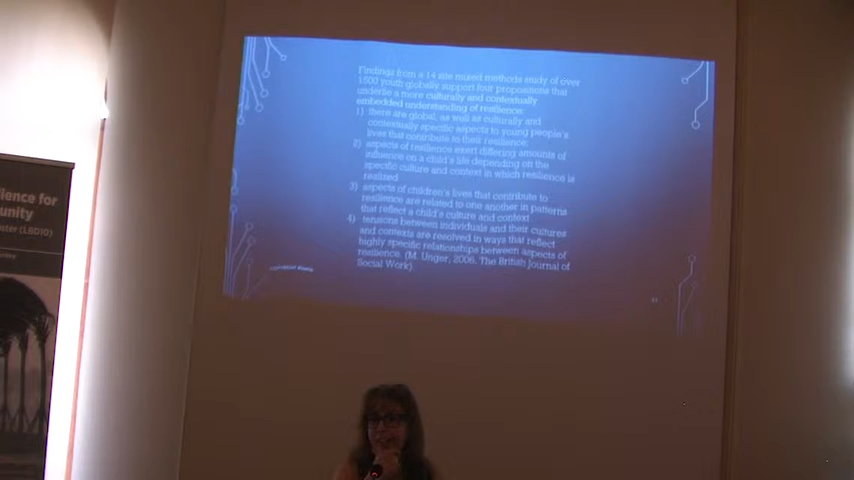 Findings from a 14 site mixed methods study of over
1500 youth globally support four propositions that
underlie a more culturally and contextually
embedded understanding of resilience:
1) there are global, as well as culturally and
contextually specific aspects to young people's
lives that contribute to their resilience;
2) aspects of resilience exert differing amounts of
influence on a child's life depending on the
specific culture and context in which resilience is
realized
3) aspects of children's lives that contribute to
resilience are related to one another in patterns
that reflect a child's culture and context
4) tensions between individuals and their cultures
and contexts are resolved in ways that reflect
highly specific relationships between aspects of
resilience. (M. Unger, 2006. The British Journal of
Social Work)
lience for
unity
ster (LBD10)